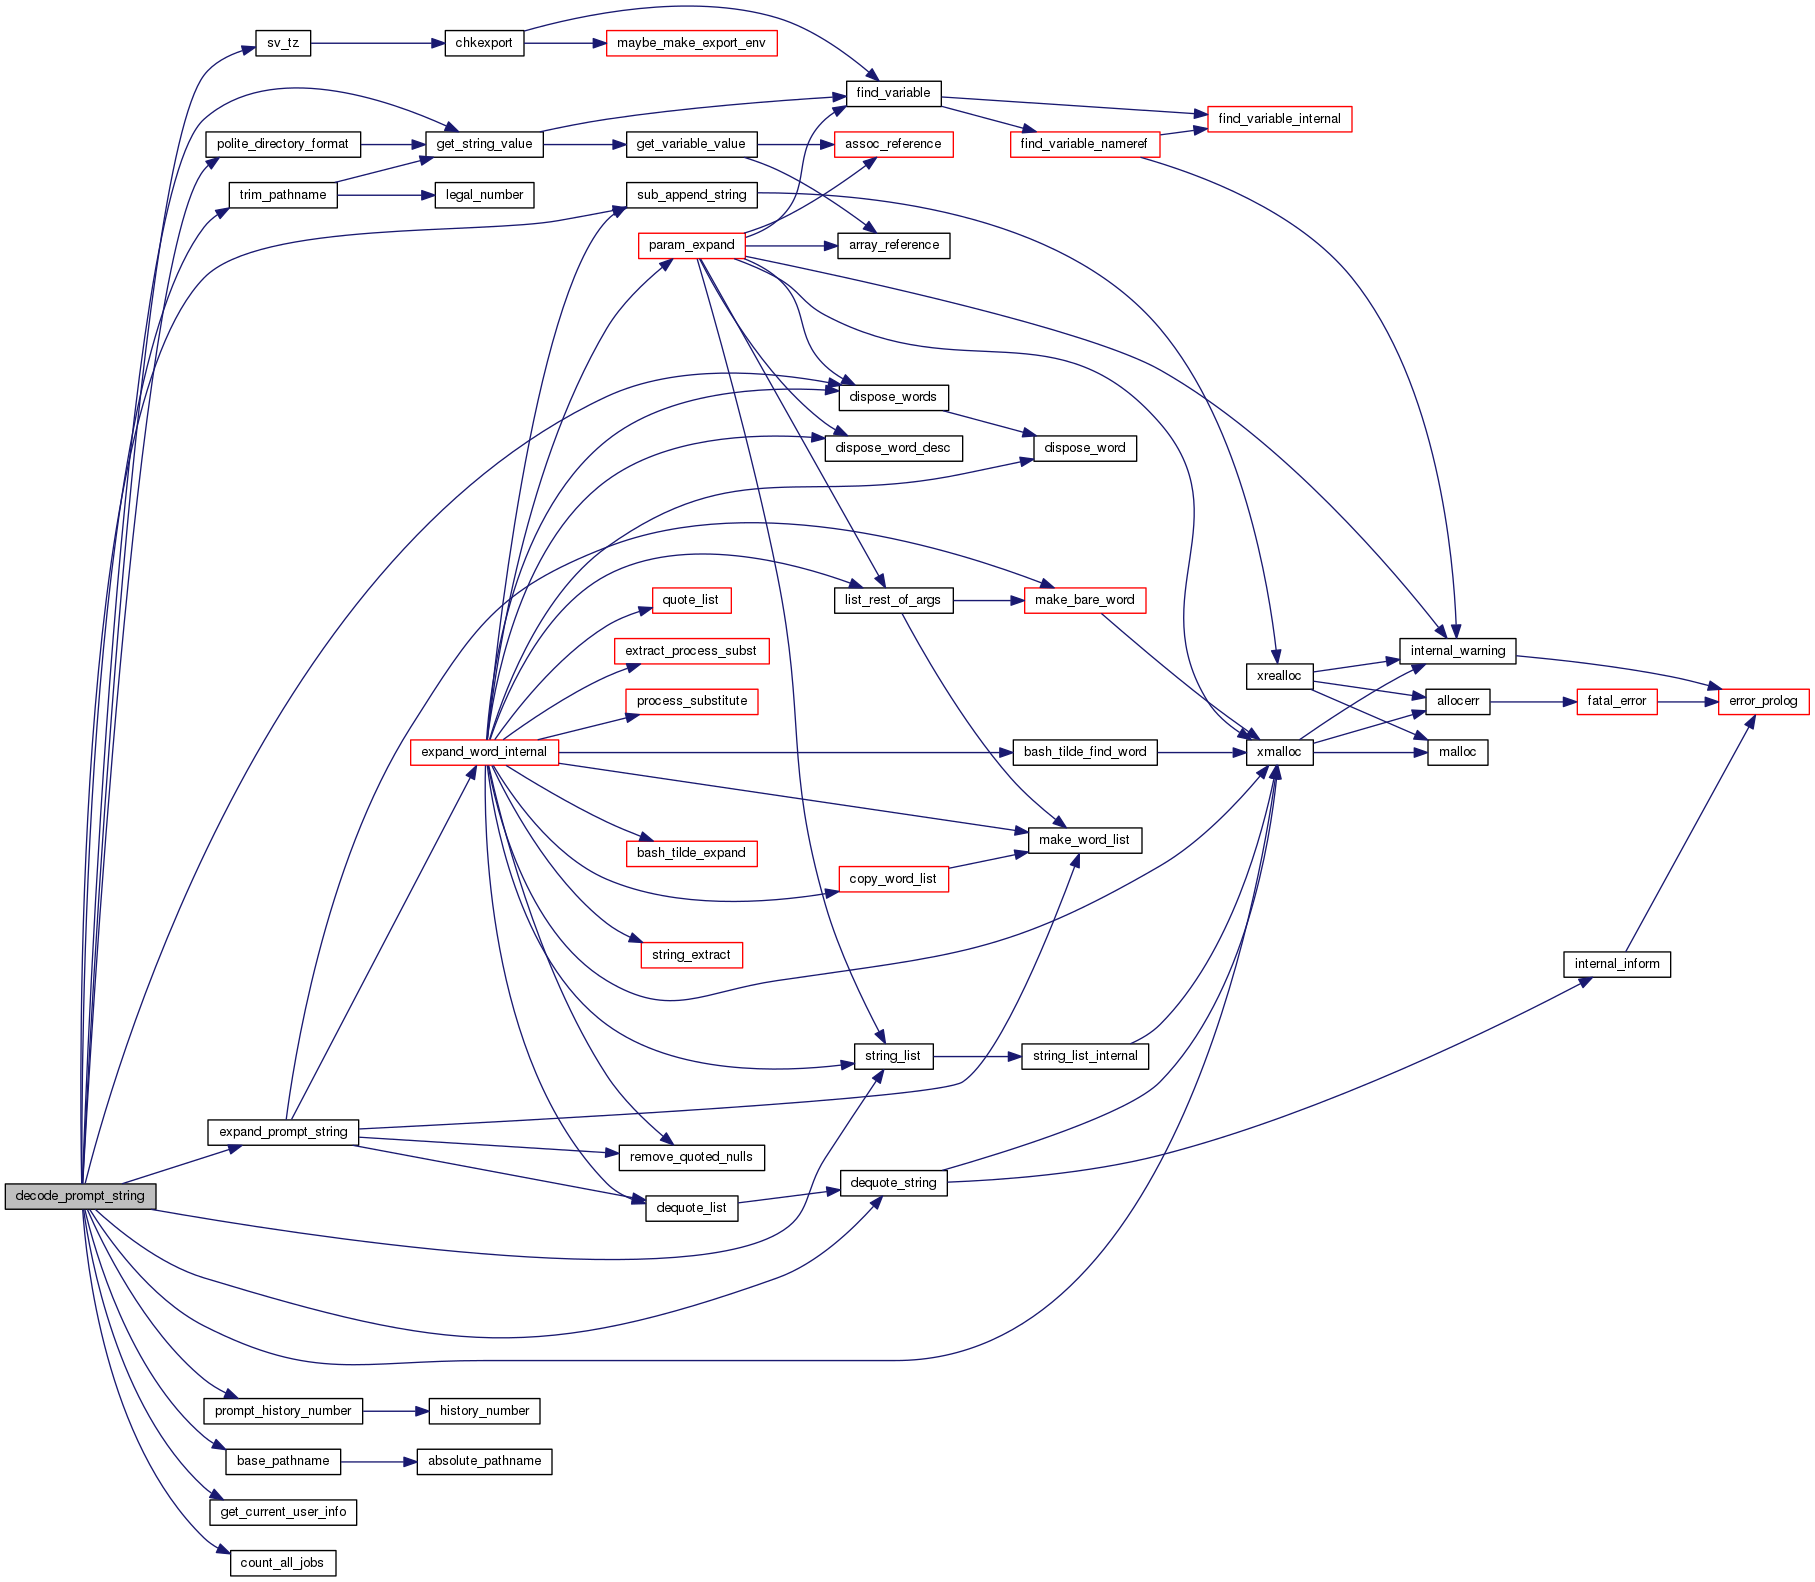 sv_tz
chkexport
maybe_make_export_env
find_variable
find_variable_internal
polite_directory_format
get_string_value
get_variable_value
assoc_reference
find_variable_nameref
trim_pathname
legal_number
sub_append_string
param_expand
array_reference
dispose_words
dispose_word_desc
dispose_word
quote_list
list_rest_of_args
make_bare_word
extract_process_subst
internal_warning
xrealloc
process_substitute
allocerr
fatal_error
error_prolog
expand_word_internal
bash_tilde_find_word
xmalloc
malloc
bash_tilde_expand
make_word_list
copy_word_list
string_extract
internal_inform
string_list
string_list_internal
expand_prompt_string
remove_quoted_nulls
decode_prompt_string
dequote_list
dequote_string
prompt_history_number
history_number
base_pathname
absolute_pathname
get_current_user_info
count_all_jobs